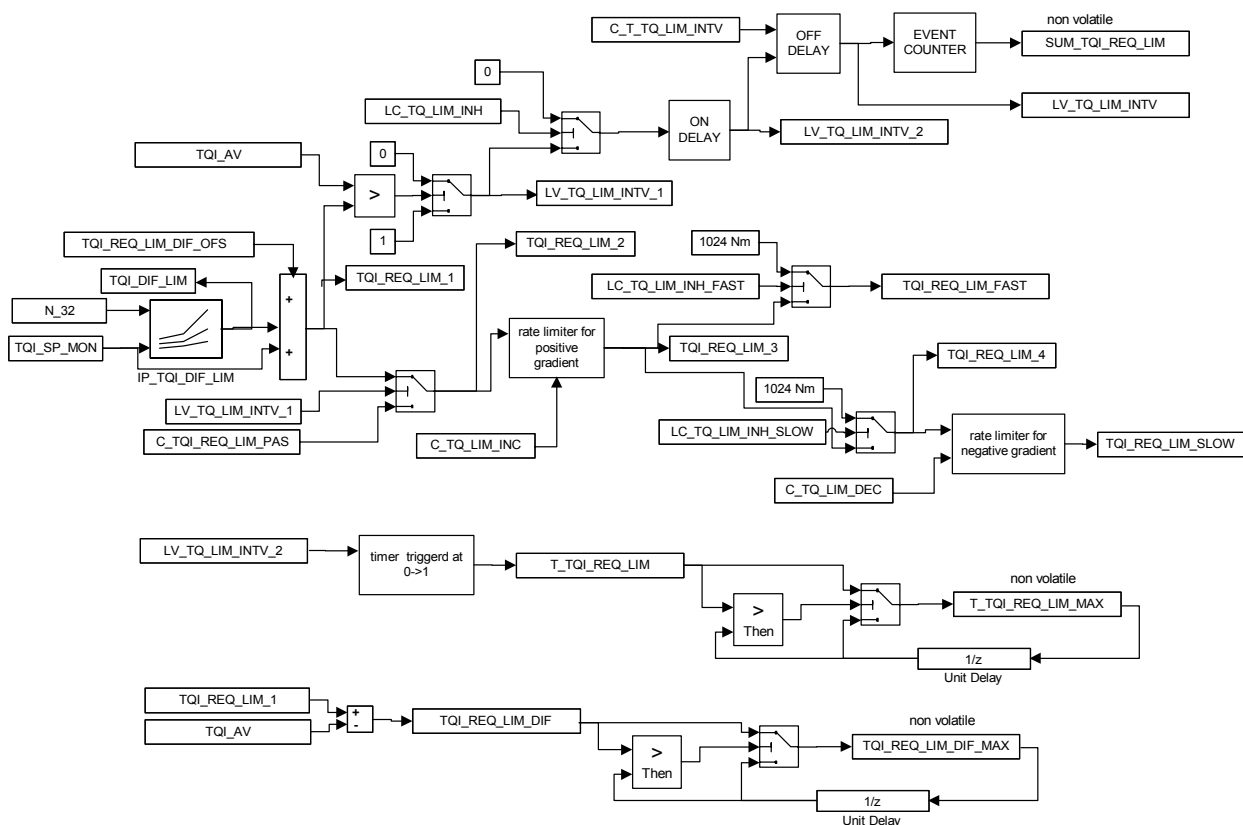 non volatile
C_T_TQ_LIM_INTV
OFF
DELAY
EVENT
COUNTER
SUM_TQI_REQ_LIM
0
LC_TQ_LIM_INH
ON
DELAY
LV_TQ_LIM_INTV
LV_TQ_LIM_INTV_2
TQI_AV
0
>
LV_TQ_LIM_INTV_1
1
TQI_REQ_LIM_DIF_OFS
TQI_REQ_LIM_2
1024 Nm
TQI_DIF_LIM
+
TQI_REQ_LIM_1
LC_TQ_LIM_INH_FAST
TQI_REQ_LIM_FAST
N_32
TQI_SP_MON
+
IP_TQI_DIF_LIM
rate limiter for
positive
gradient
TQI_REQ_LIM_3
TQI_REQ_LIM_4
1024 Nm
LV_TQ_LIM_INTV_1
C_TQI_REQ_LIM_PAS
C_TQ_LIM_INC
LC_TQ_LIM_INH_SLOW
rate limiter for
negative gradient
TQI_REQ_LIM_SLOW
C_TQ_LIM_DEC
LV_TQ_LIM_INTV_2
timer triggerd at
0->1
T_TQI_REQ_LIM
>
Then
non volatile
T_TQI_REQ_LIM_MAX
1/z
Unit Delay
TQI_REQ_LIM_1
TQI_AV
+
-
TQI_REQ_LIM_DIF
>
Then
non volatile
TQI_REQ_LIM_DIF_MAX
1/z
Unit Delay